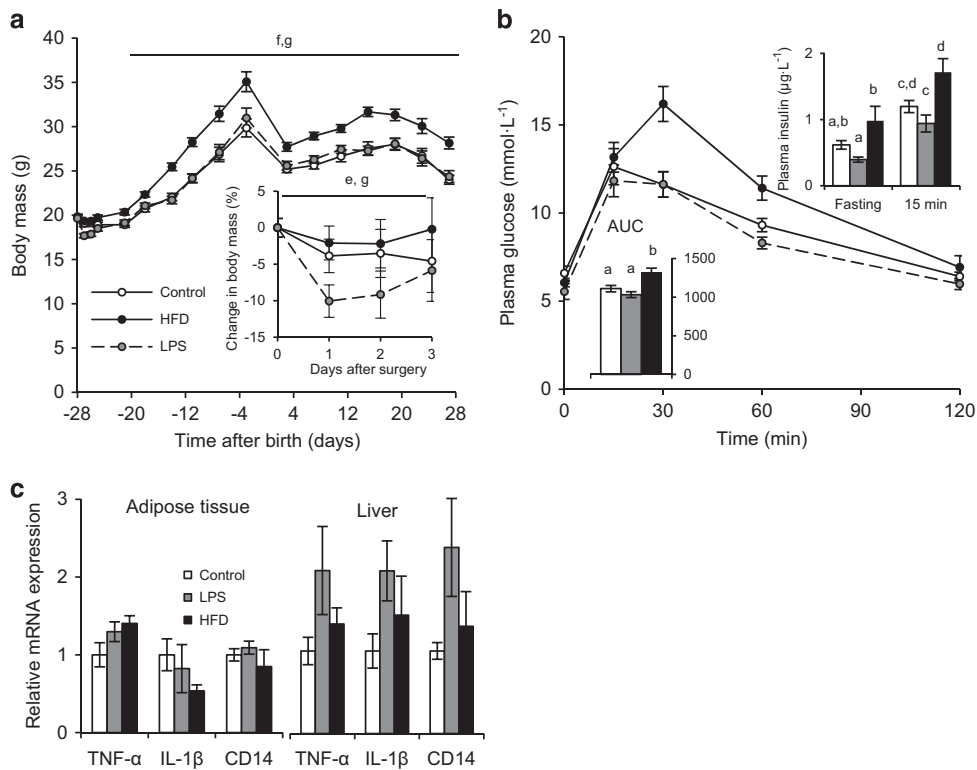 a
f,g
Body mass (g)
40
35
30
25
20
15
10
5
0
-28
-20
-12
-4
4
12
20
28
Time after birth (days)
Control
HFD
LPS
e, g
Change in body mass (%)
5
0
-5
-10
-15
0
1
2
3
Days after surgery
b
Plasma glucose (mmol·L⁻¹)
20
15
10
5
0
0
30
60
90
120
Time (min)
AUC
a
a
b
1500
1000
500
0
Plasma insulin (µg·L⁻¹)
2
1
0
a,b
a
b
c,d
c
d
Fasting
15 min
c
Relative mRNA expression
3
2
1
0
Adipose tissue
Liver
Control
LPS
HFD
TNF-α IL-1β CD14 TNF-α IL-1β CD14